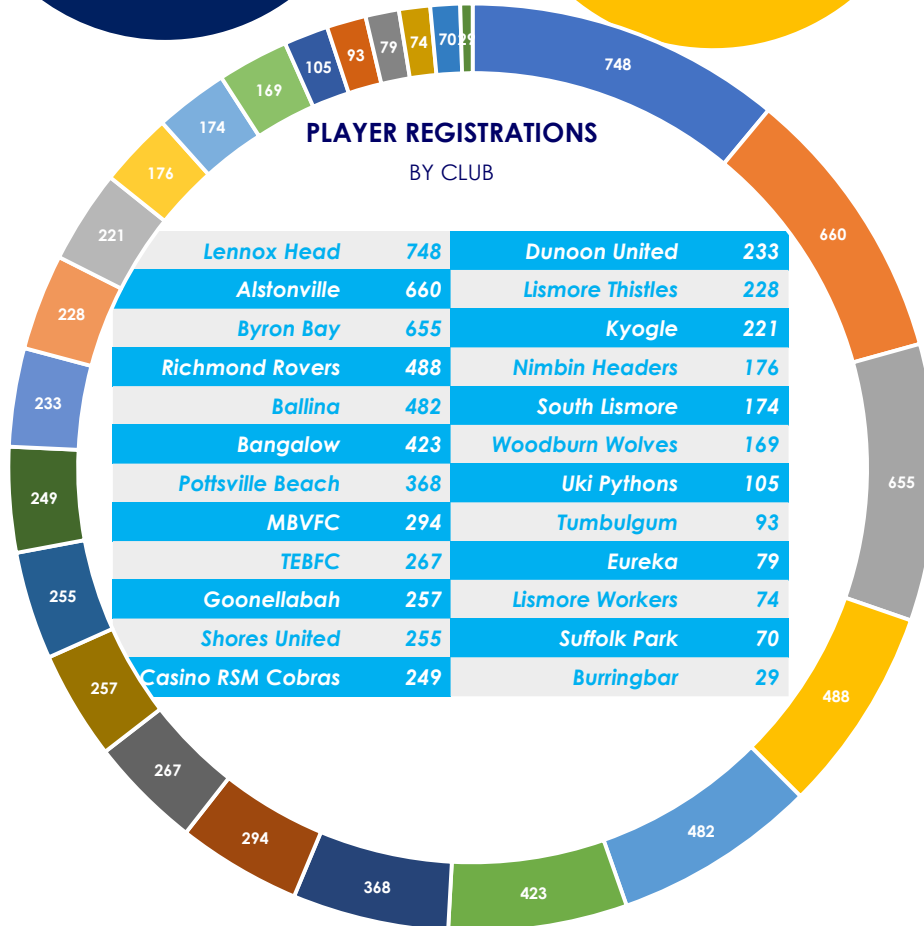 748
660
655
488
482
423
368
294
267
257
255
249
233
228
221
176
174
169
105
93
79
74
70
29
PLAYER REGISTRATIONS
BY CLUB
Lennox Head 748 Dunoon United 233
Alstonville 660 Lismore Thistles 228
Byron Bay 655 Kyogle 221
Richmond Rovers 488 Nimbin Headers 176
Ballina 482 South Lismore 174
Bangalow 423 Woodburn Wolves 169
Pottsville Beach 368 Uki Pythons 105
MBVFC 294 Tumbulgum 93
TEBFC 267 Eureka 79
Goonellabah 257 Lismore Workers 74
Shores United 255 Suffolk Park 70
Casino RSM Cobras 249 Burringbar 29